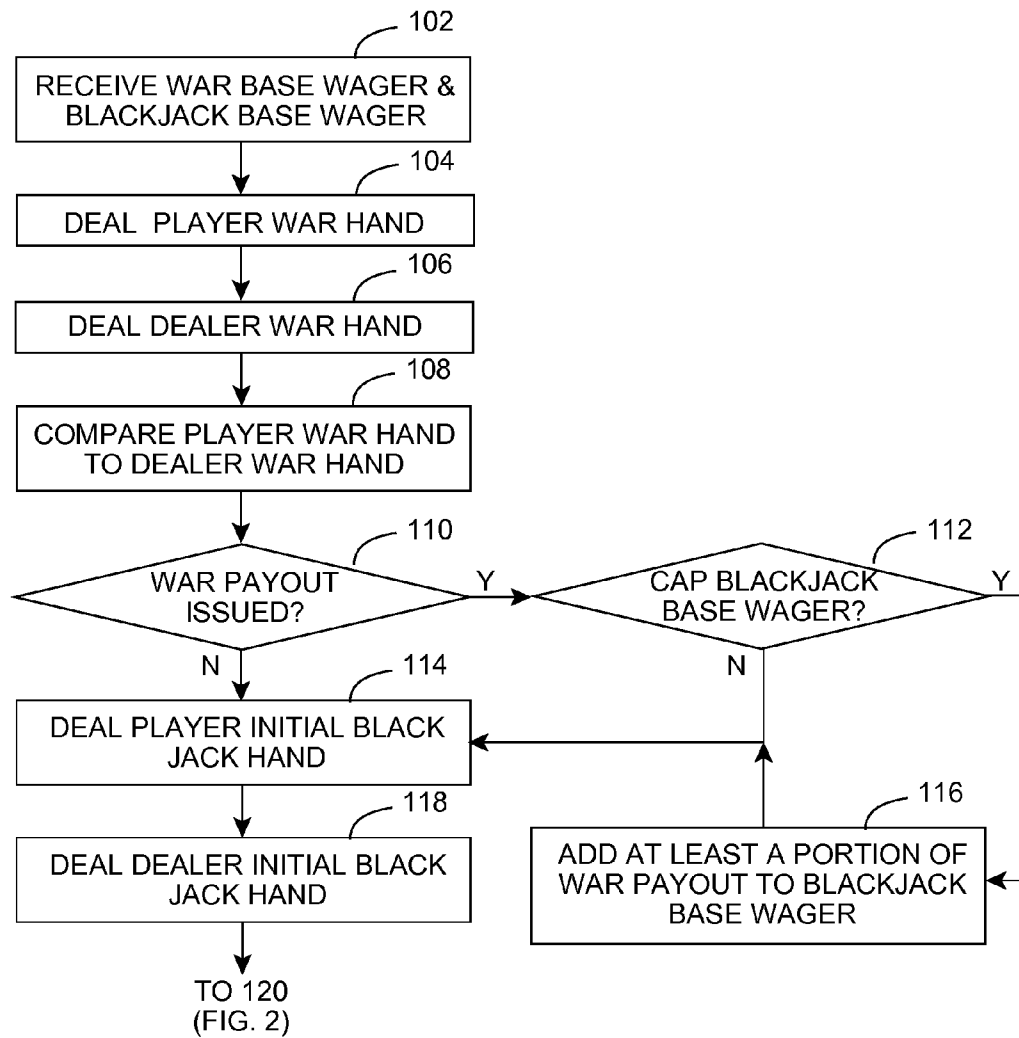 102
RECEIVE WAR BASE WAGER &
BLACKJACK BASE WAGER
104
DEAL PLAYER WAR HAND
106
DEAL DEALER WAR HAND
108
COMPARE PLAYER WAR HAND
TO DEALER WAR HAND
110
WAR PAYOUT
ISSUED?
Y
N
112
CAP BLACKJACK
BASE WAGER?
Y
N
114
DEAL PLAYER INITIAL BLACK
JACK HAND
116
ADD AT LEAST A PORTION OF
WAR PAYOUT TO BLACKJACK
BASE WAGER
118
DEAL DEALER INITIAL BLACK
JACK HAND
TO 120
(FIG. 2)